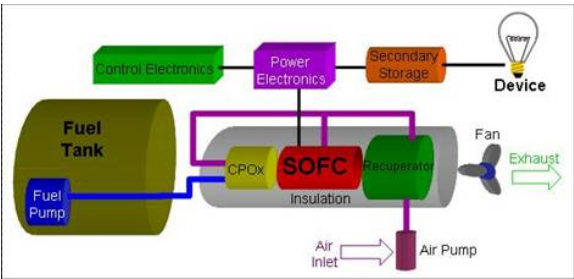 Control Electronics
Power
Electronics
Secondary
Storage
Device
Fuel
Tank
Fuel
Pump
CPOx
SOFC
Recuperator
Insulation
Fan
Exhaust
Air
Inlet
Air Pump